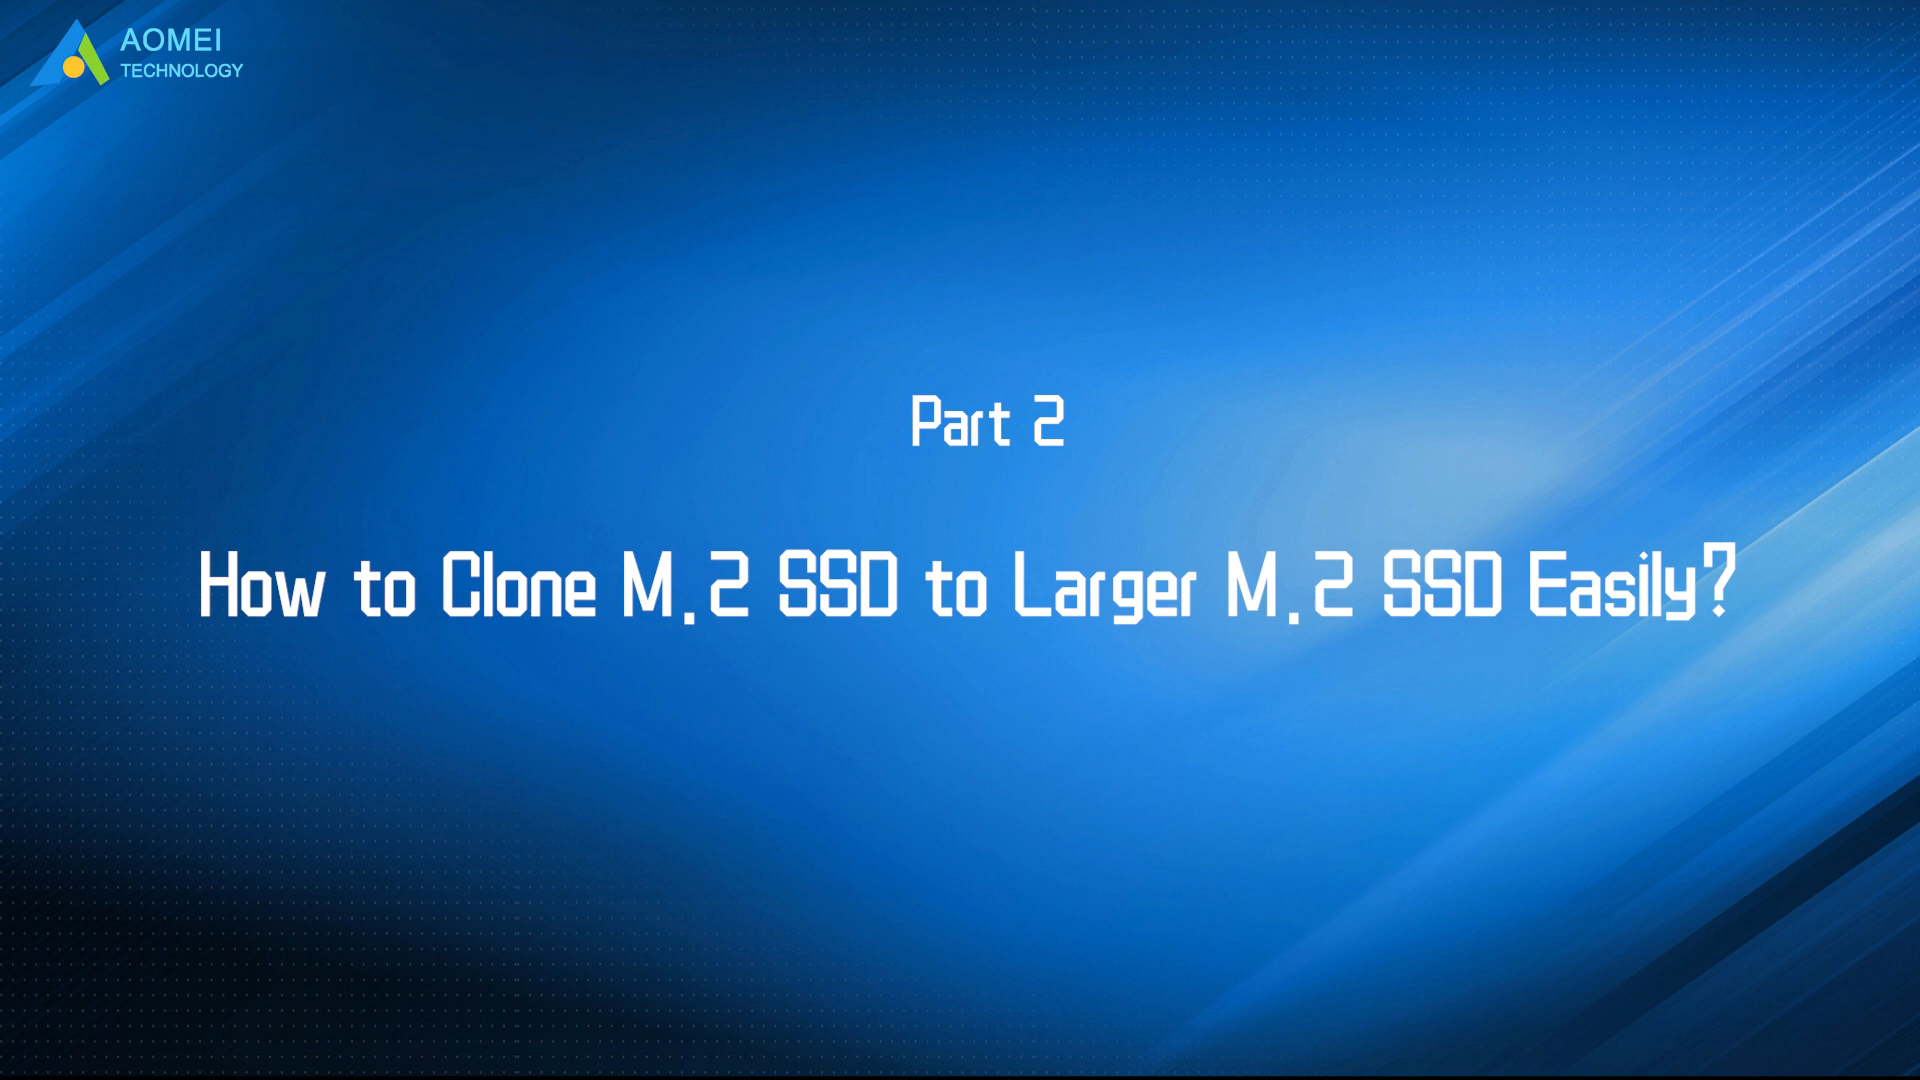 AOMEI
TECHNOLOGY
Part 2
How to Clone M.2 SSD to Larger M.2 SSD Easily?